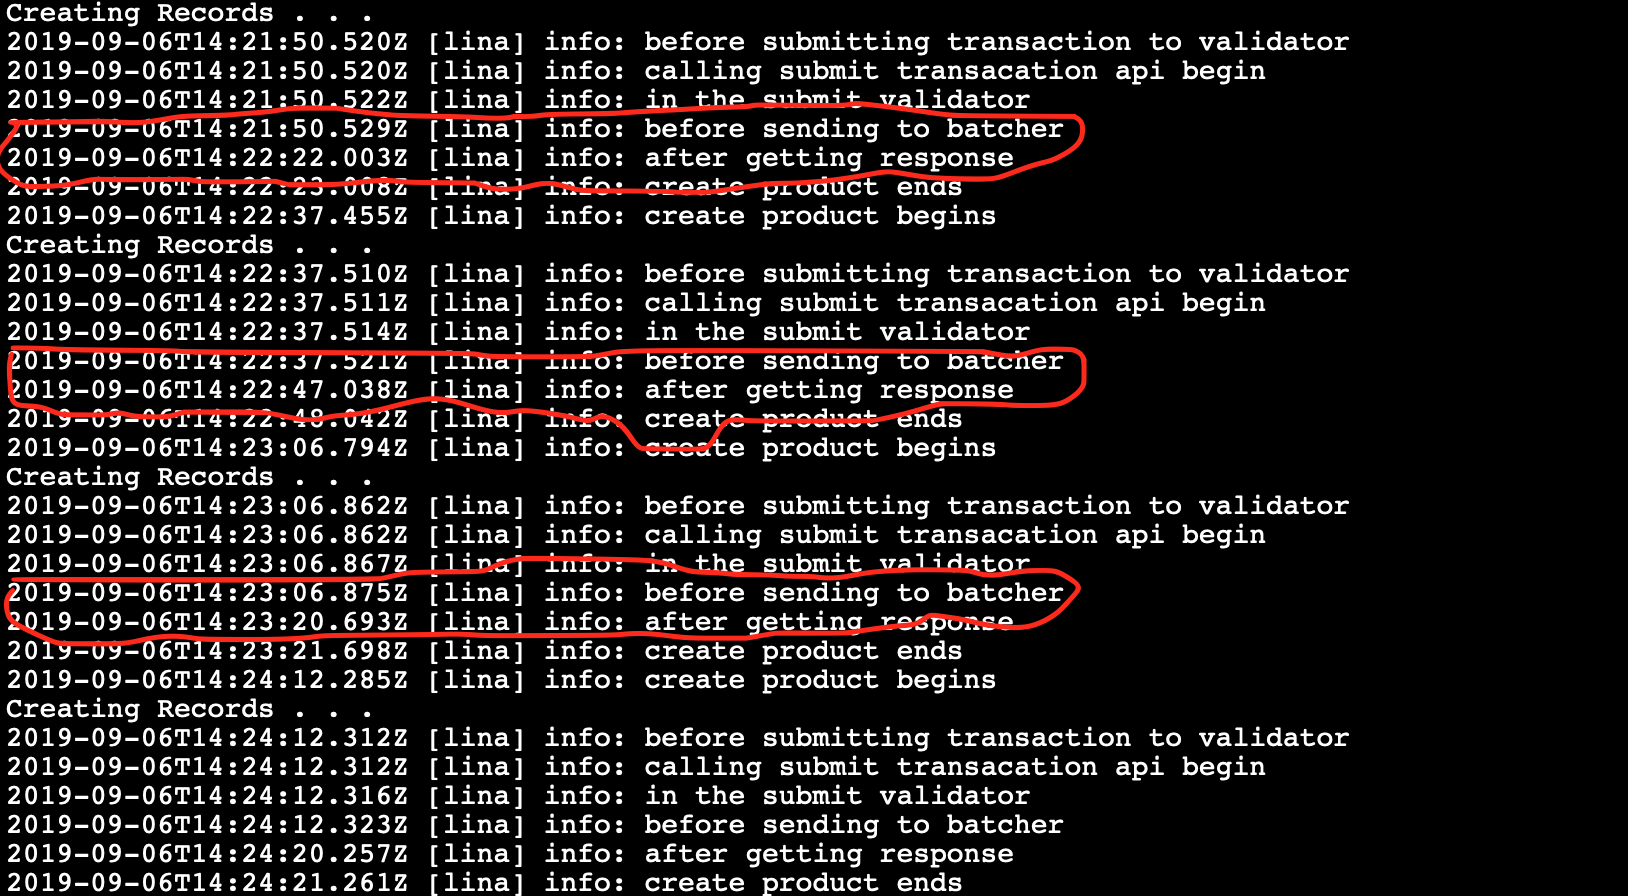 Creating Records . . .
2019-09-06T14:21:50.520Z [lina] info: before submitting transaction to validator
2019-09-06T14:21:50.520Z [lina] info: calling submit transacation api begin
2019-09-06T14:21:50.522Z [lina] info: in the submit validator
2019-09-06T14:21:50.529Z [lina] info: before sending to batcher
2019-09-06T14:22:22.003Z [lina] info: after getting response
2019-09-06T14:22:23.008Z [lina] info: create product ends
2019-09-06T14:22:37.455Z [lina] info: create product begins
Creating Records . . .
2019-09-06T14:22:37.510Z [lina] info: before submitting transaction to validator
2019-09-06T14:22:37.511Z [lina] info: calling submit transacation api begin
2019-09-06T14:22:37.514Z [lina] info: in the submit validator
2019-09-06T14:22:37.521Z [lina] info: before sending to batcher
2019-09-06T14:22:47.038Z [lina] info: after getting response
2019-09-06T14:22:48.042Z [lina] info: create product ends
2019-09-06T14:23:06.794Z [lina] info: create product begins
Creating Records . . .
2019-09-06T14:23:06.862Z [lina] info: before submitting transaction to validator
2019-09-06T14:23:06.862Z [lina] info: calling submit transacation api begin
2019-09-06T14:23:06.867Z [lina] info: in the submit validator
2019-09-06T14:23:06.875Z [lina] info: before sending to batcher
2019-09-06T14:23:20.693Z [lina] info: after getting response
2019-09-06T14:23:21.698Z [lina] info: create product ends
2019-09-06T14:24:12.285Z [lina] info: create product begins
Creating Records . . .
2019-09-06T14:24:12.312Z [lina] info: before submitting transaction to validator
2019-09-06T14:24:12.312Z [lina] info: calling submit transacation api begin
2019-09-06T14:24:12.316Z [lina] info: in the submit validator
2019-09-06T14:24:12.323Z [lina] info: before sending to batcher
2019-09-06T14:24:20.257Z [lina] info: after getting response
2019-09-06T14:24:21.261Z [lina] info: create product ends